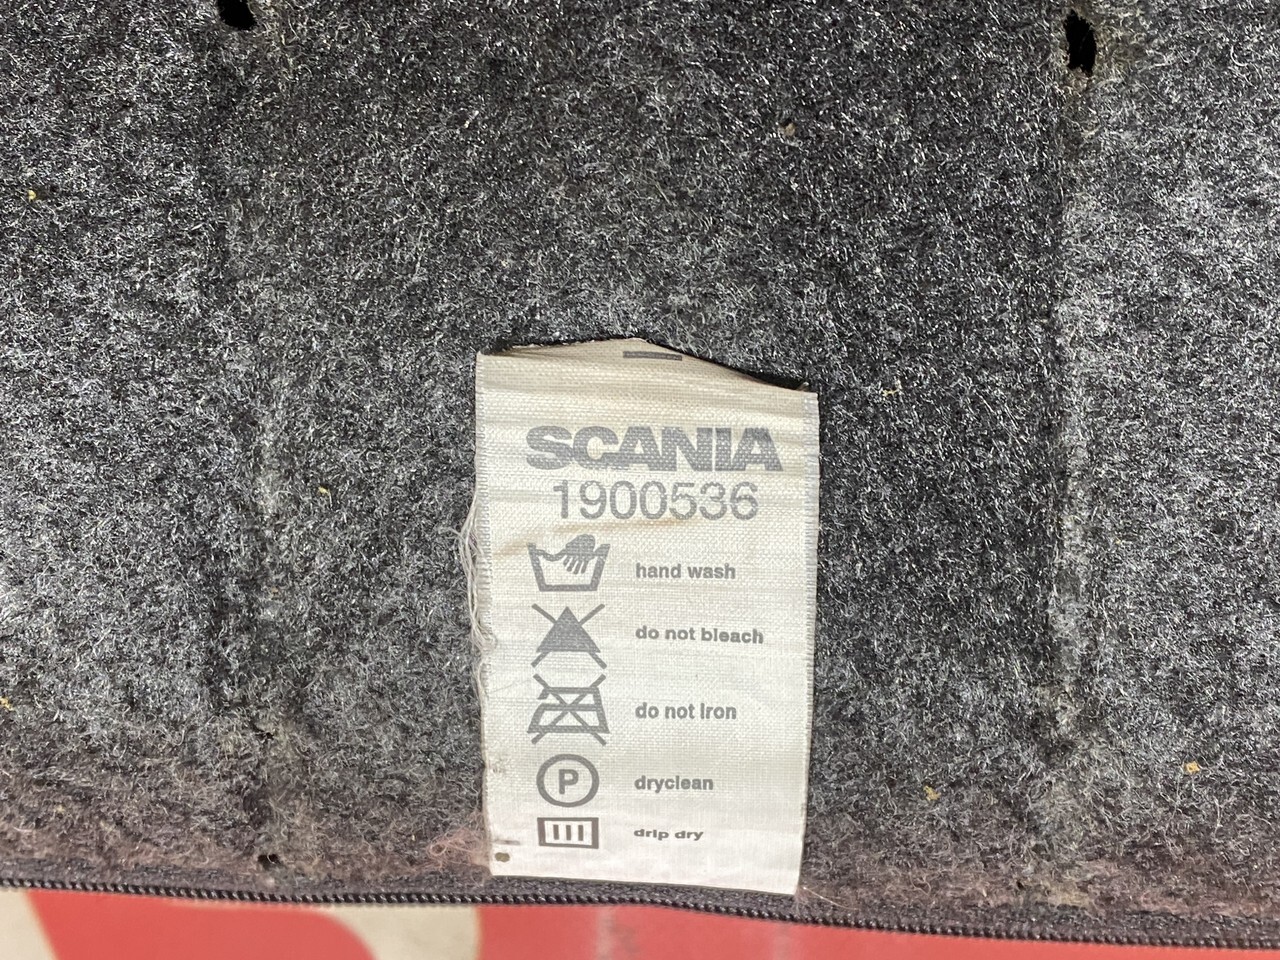 SCANIA
1900536
hand wash
do not bleach
do not iron
P
dryclean
drip dry